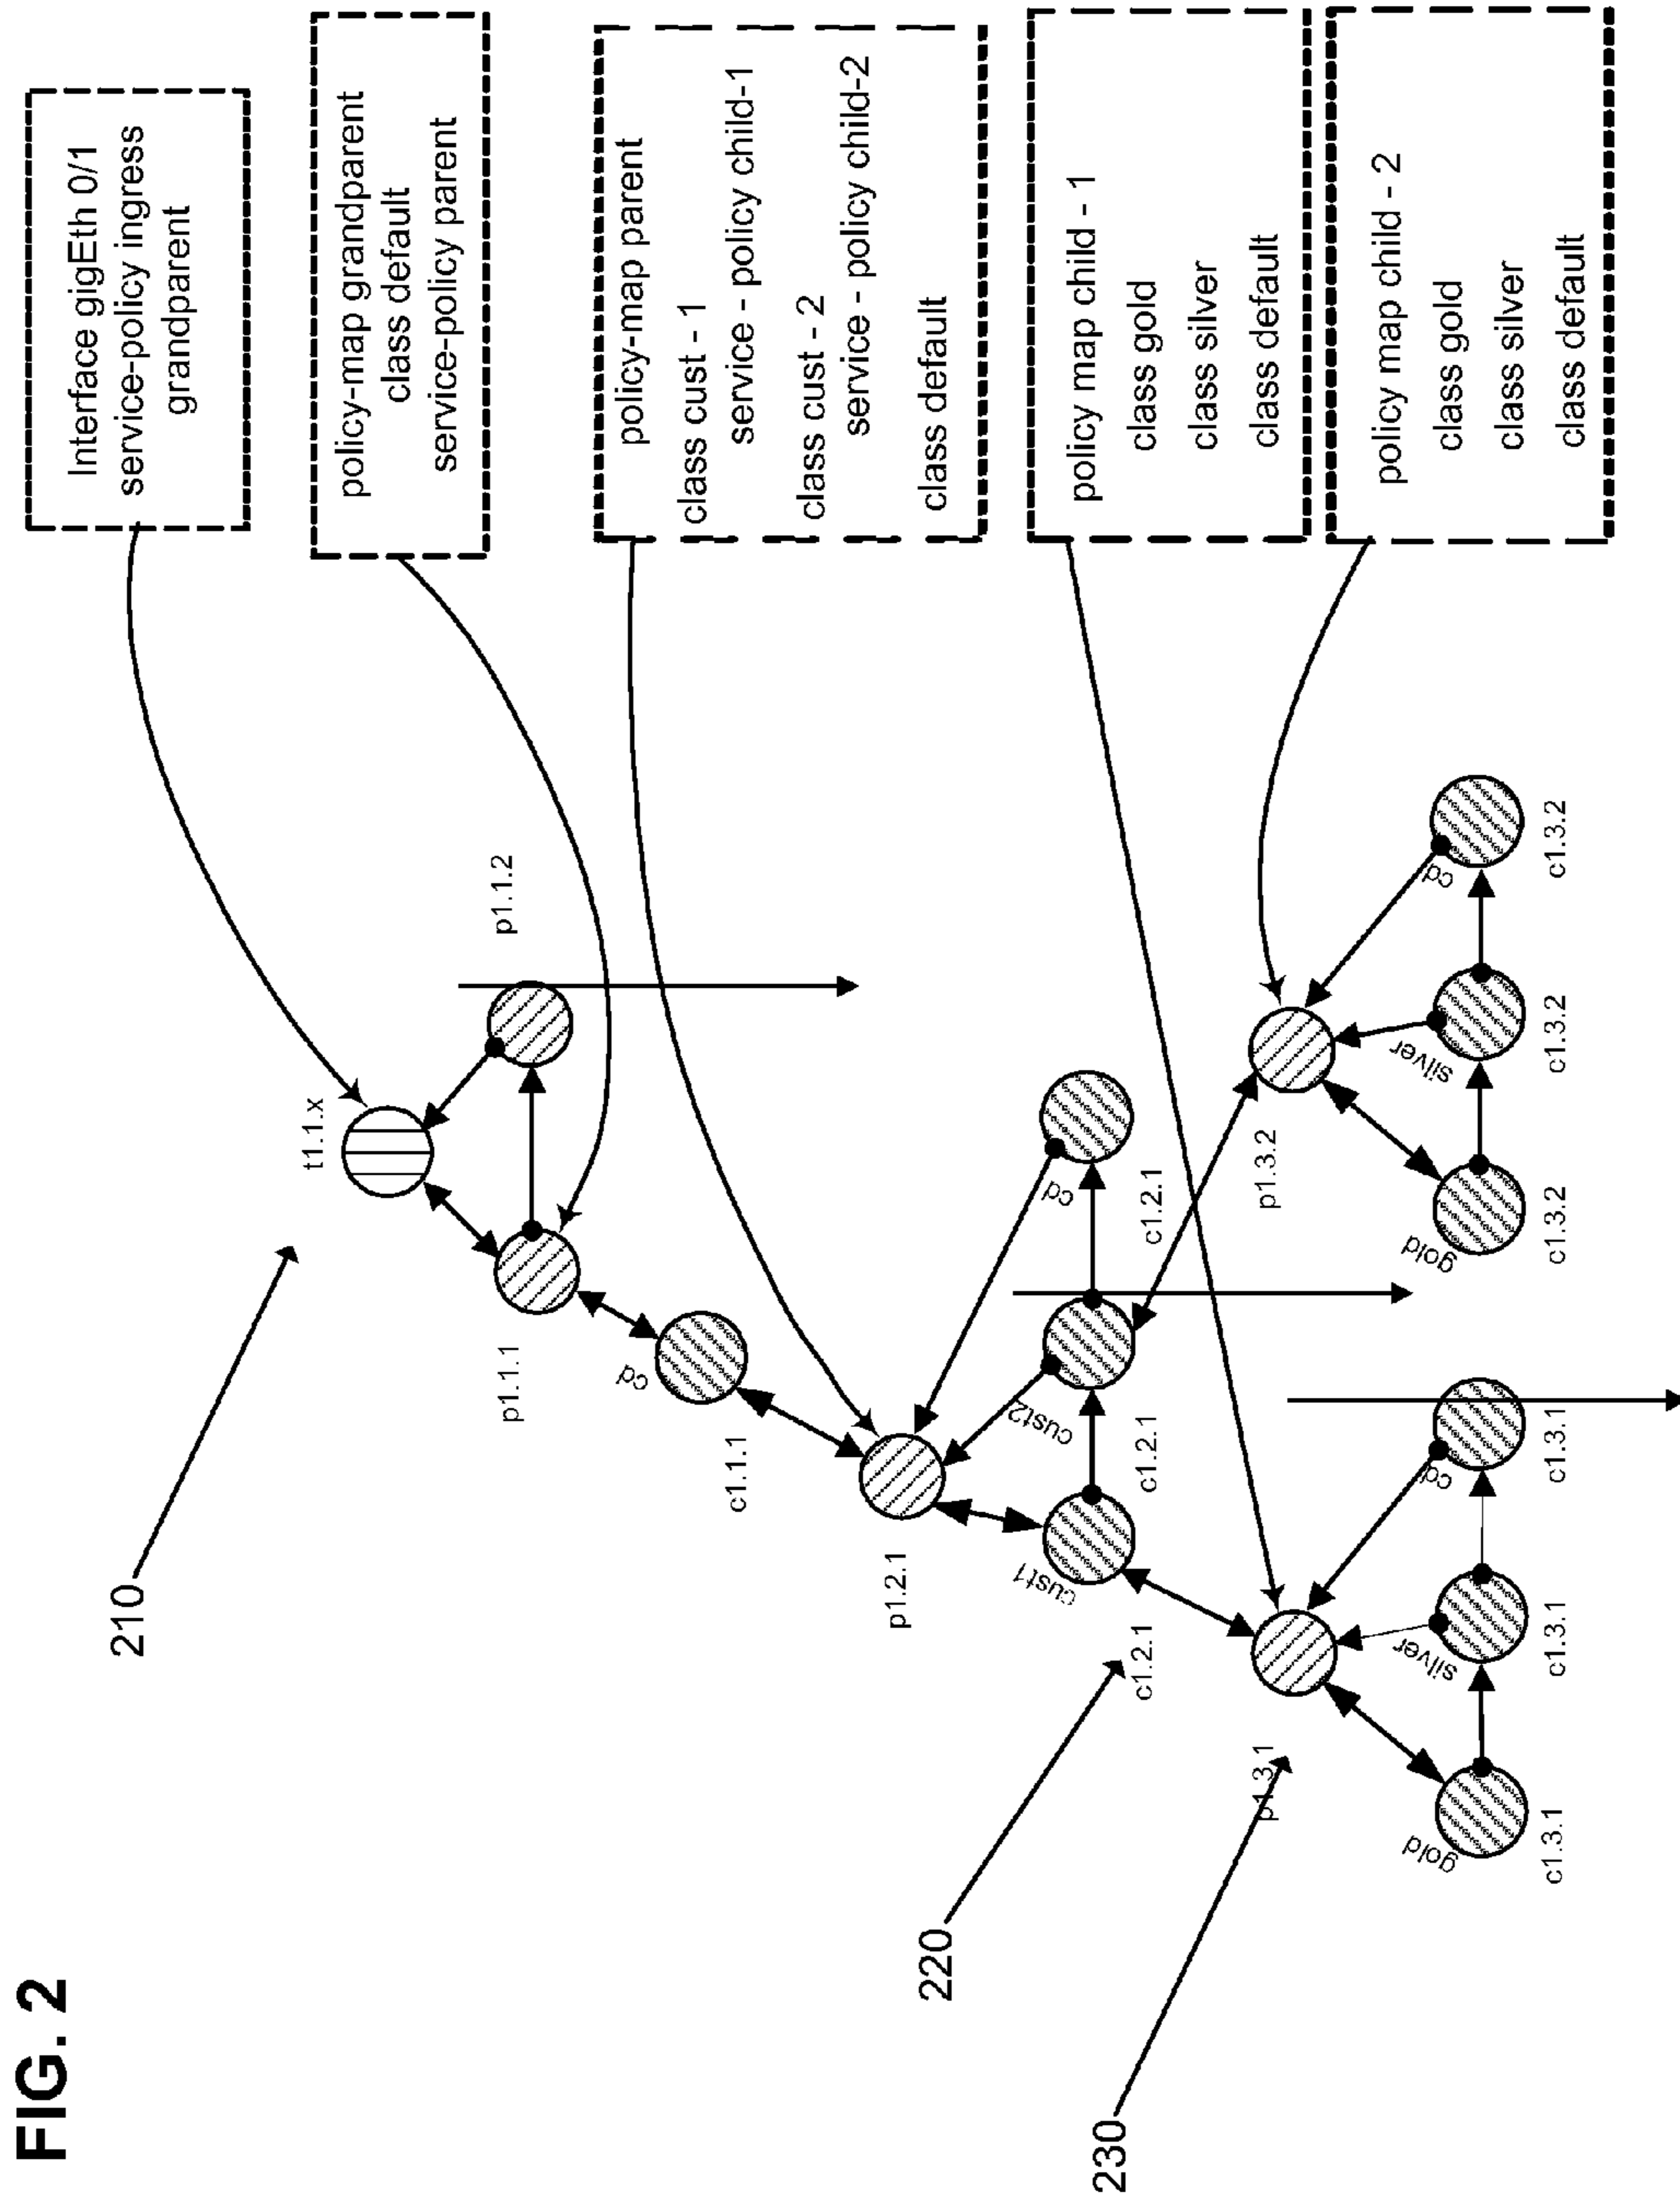 FIG. 2
210
220
230
Interface gigEth 0/1
service-policy ingress
grandparent
policy-map grandparent
class default
service-policy parent
policy-map parent
class cust - 1
service - policy child-1
class cust - 2
service - policy child-2
class default
policy map child - 1
class gold
class silver
class default
policy map child - 2
class gold
class silver
class default
t1.1.x
p1.1.1
p1.1.2
cd
c1.1.1
p1.2.1
cust1
cust2
cd
c1.2.1
c1.2.1
c1.2.1
p1.3.1
gold
silver
cd
c1.3.1
c1.3.1
c1.3.1
p1.3.2
gold
silver
cd
c1.3.2
c1.3.2
c1.3.2